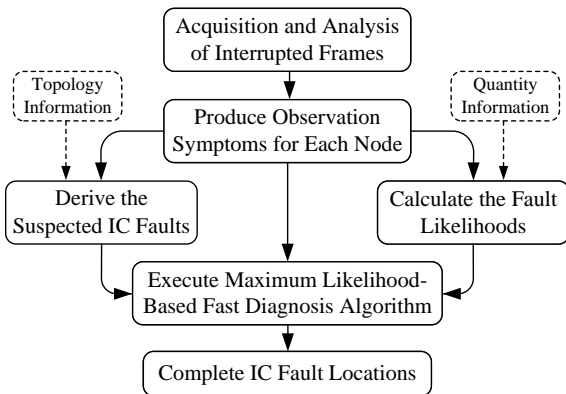 Acquisition and Analysis
of Interrupted Frames
Topology
Information
Quantity
Information
Produce Observation
Symptoms for Each Node
Derive the
Suspected IC Faults
Calculate the Fault
Likelihoods
Execute Maximum Likelihood-
Based Fast Diagnosis Algorithm
Complete IC Fault Locations